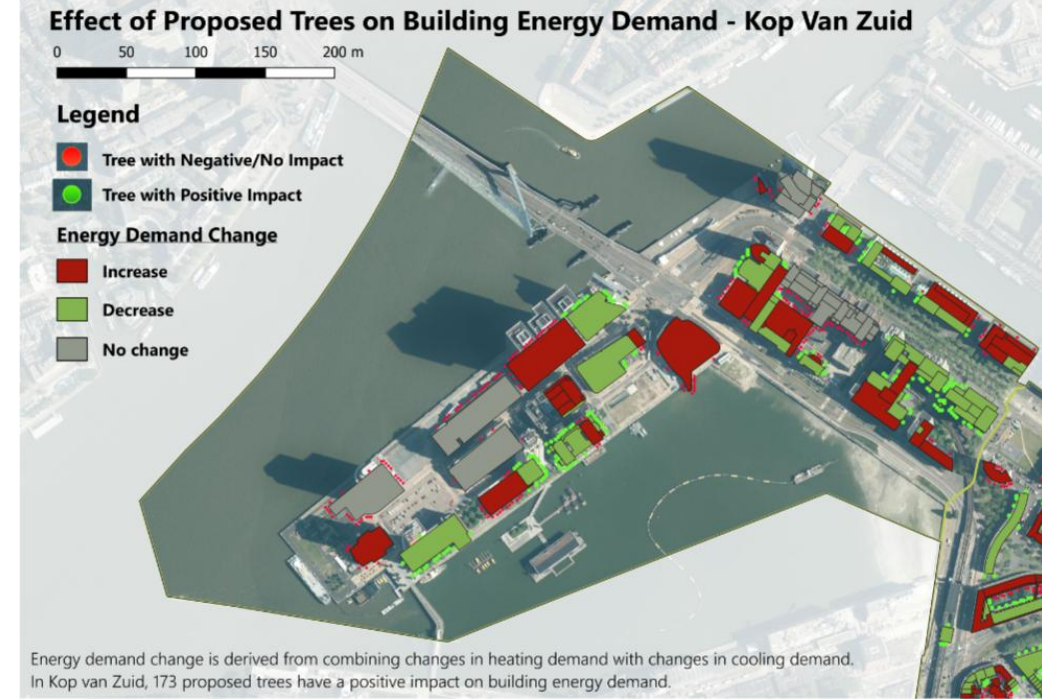 Effect of Proposed Trees on Building Energy Demand - Kop Van Zuid
0 50 100 150 200 m
Legend
Tree with Negative/No Impact
Tree with Positive Impact
Energy Demand Change
Increase
Decrease
No change
Energy demand change is derived from combining changes in heating demand with changes in cooling demand.
In Kop van Zuid, 173 proposed trees have a positive impact on building energy demand.